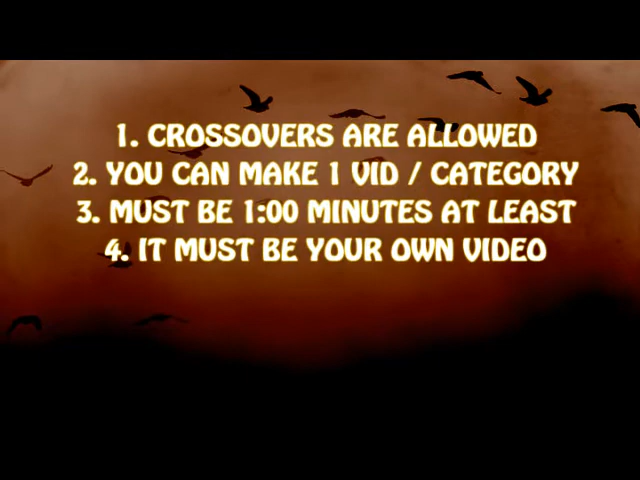 1. CROSSOVERS ARE ALLOWED
2. YOU CAN MAKE 1 VID / CATEGORY
3. MUST BE 1:00 MINUTES AT LEAST
4. IT MUST BE YOUR OWN VIDEO